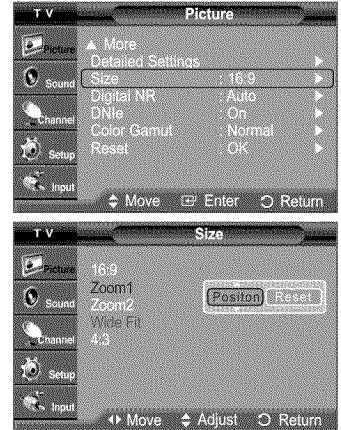 TV Picture
Picture
Sound
Channel
Setup
Input
▲ More
Detailed Settings ▶
Size : 16:9 ▶
Digital NR : Auto ▶
DNIe : On ▶
Color Gamut : Normal ▶
Reset : OK ▶
Move Enter Return
TV Size
Picture
Sound
Channel
Setup
Input
16:9
Zoom1
Zoom2
Wide Fit
4:3
Positon Reset
Move Adjust Return